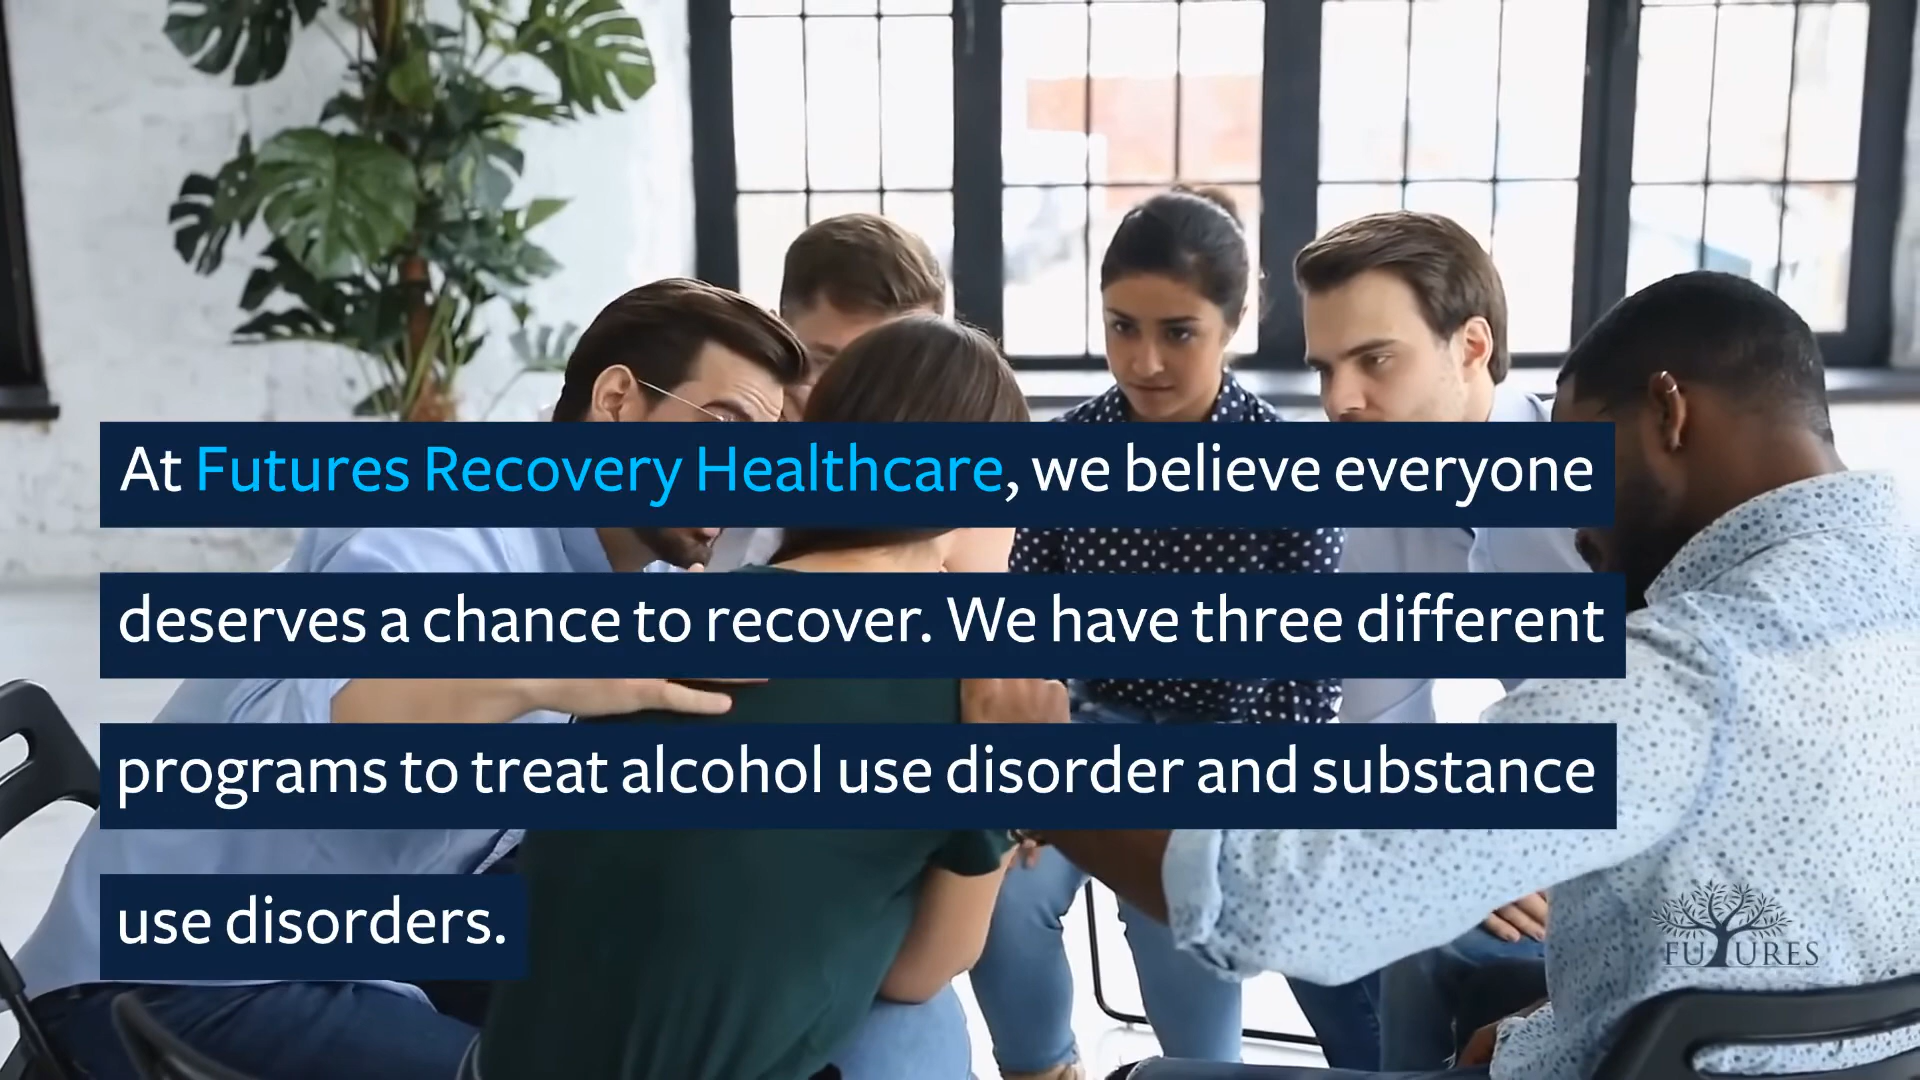 At Futures Recovery Healthcare, we believe everyone
deserves a chance to recover. We have three different
programs to treat alcohol use disorder and substance
use disorders.
FUTURES